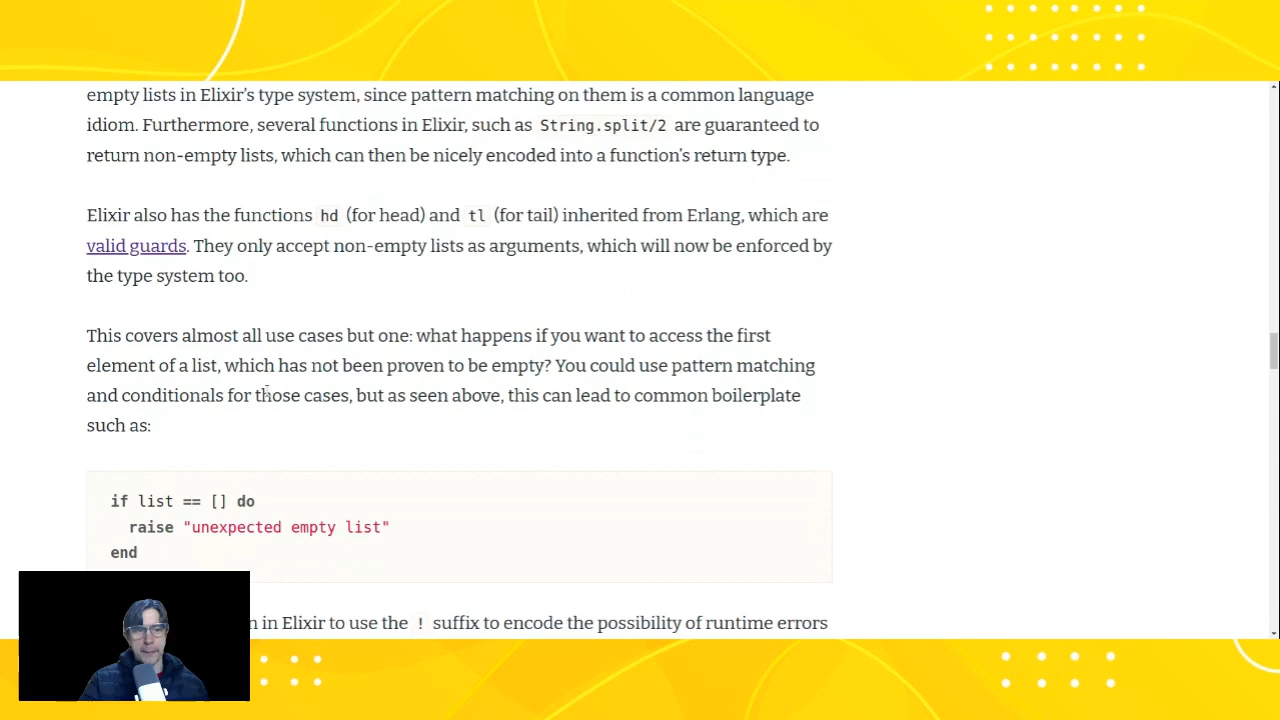 empty lists in Elixir's type system, since pattern matching on them is a common language
idiom. Furthermore, several functions in Elixir, such as String.split/2 are guaranteed to
return non-empty lists, which can then be nicely encoded into a function's return type.
Elixir also has the functions hd (for head) and tl (for tail) inherited from Erlang, which are
valid guards. They only accept non-empty lists as arguments, which will now be enforced by
the type system too.
This covers almost all use cases but one: what happens if you want to access the first
element of a list, which has not been proven to be empty? You could use pattern matching
and conditionals for those cases, but as seen above, this can lead to common boilerplate
such as:
if list == [] do
raise "unexpected empty list"
end
n in Elixir to use the ! suffix to encode the possibility of runtime errors